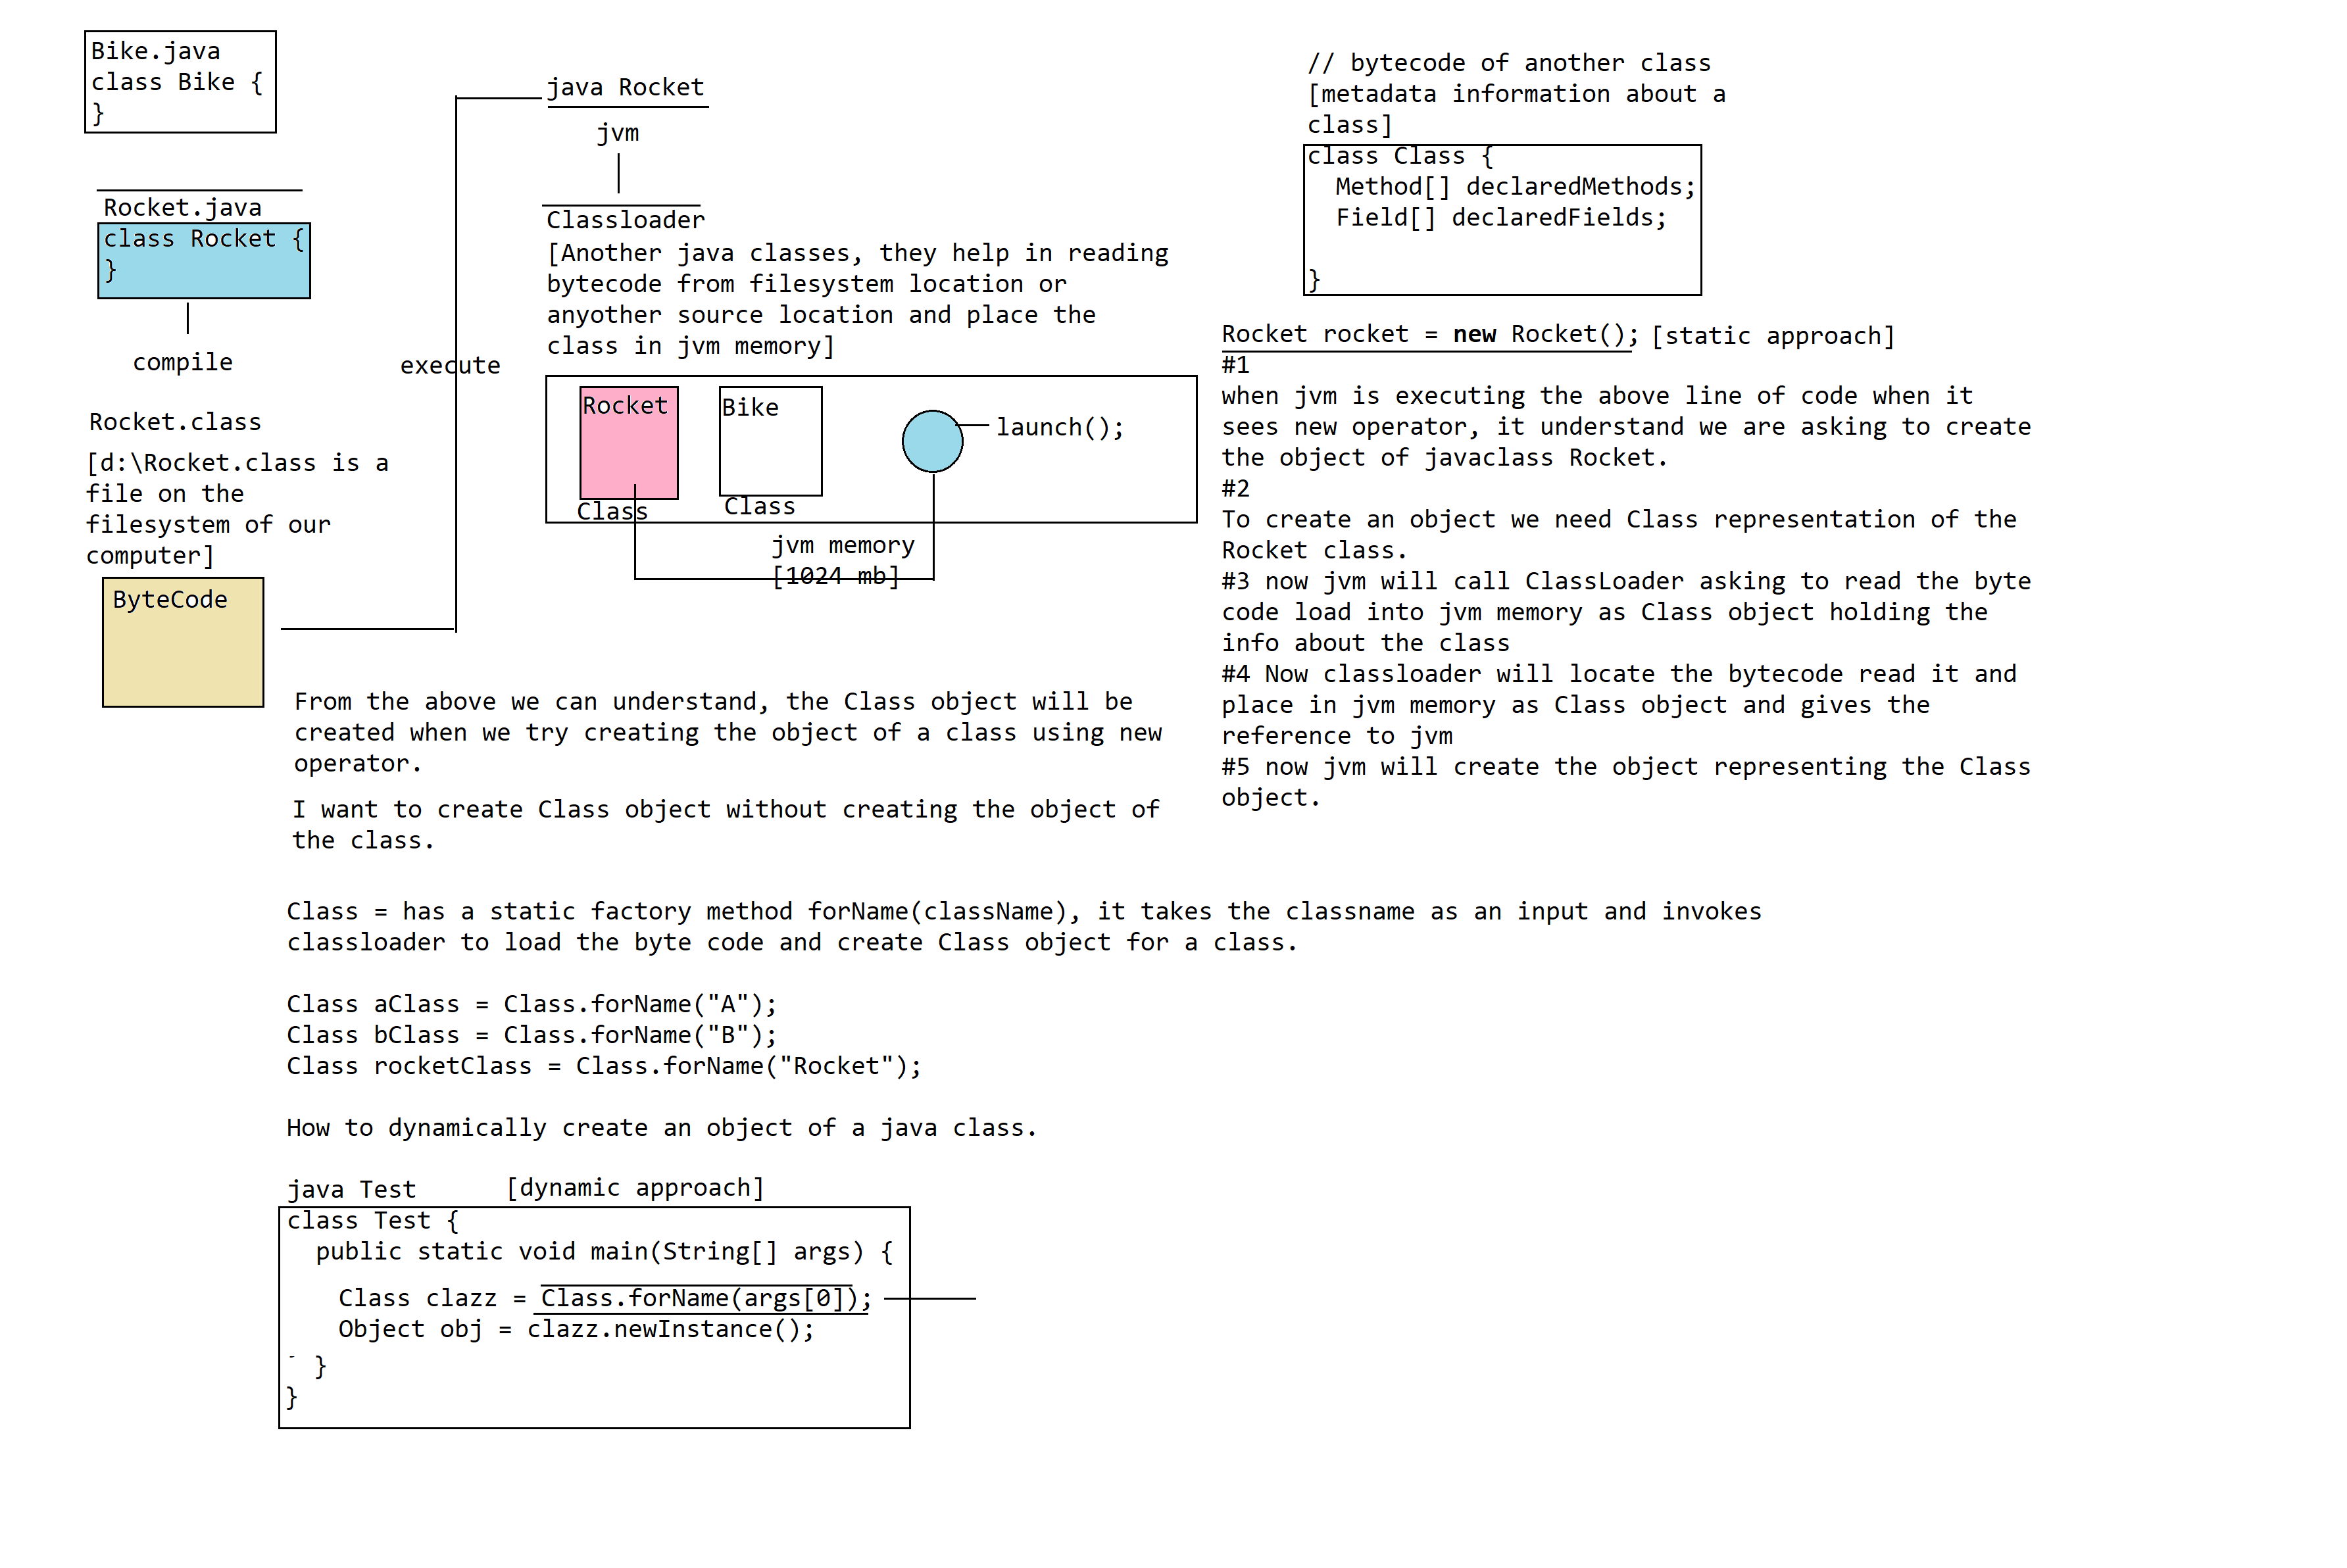 Bike.java
class Bike {
}
Rocket.java
class Rocket {
}
compile
Rocket.class
[d:\Rocket.class is a
file on the
filesystem of our
computer]
ByteCode
execute
java Rocket
jvm
Classloader
[Another java classes, they help in reading
bytecode from filesystem location or
anyother source location and place the
class in jvm memory]
Rocket
Class
Bike
Class
launch();
jvm memory
[1024 mb]
// bytecode of another class
[metadata information about a
class]
class Class {
Method[] declaredMethods;
Field[] declaredFields;
}
Rocket rocket = new Rocket(); [static approach]
#1
when jvm is executing the above line of code when it
sees new operator, it understand we are asking to create
the object of javaclass Rocket.
#2
To create an object we need Class representation of the
Rocket class.
#3 now jvm will call ClassLoader asking to read the byte
code load into jvm memory as Class object holding the
info about the class
#4 Now classloader will locate the bytecode read it and
place in jvm memory as Class object and gives the
reference to jvm
#5 now jvm will create the object representing the Class
object.
From the above we can understand, the Class object will be
created when we try creating the object of a class using new
operator.
I want to create Class object without creating the object of
the class.
Class = has a static factory method forName(className), it takes the classname as an input and invokes
classloader to load the byte code and create Class object for a class.
Class aClass = Class.forName("A");
Class bClass = Class.forName("B");
Class rocketClass = Class.forName("Rocket");
How to dynamically create an object of a java class.
java Test [dynamic approach]
class Test {
public static void main(String[] args) {
Class clazz = Class.forName(args[0]);
Object obj = clazz.newInstance();
}
}